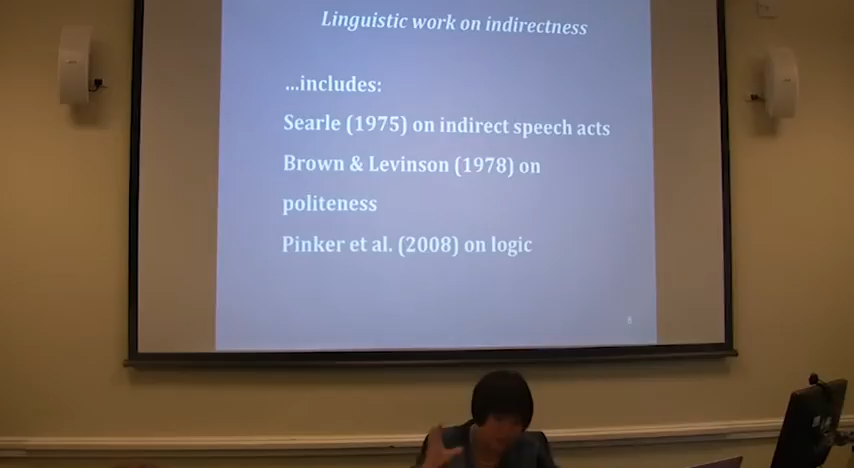 Linguistic work on indirectness
...includes:
Searle (1975) on indirect speech acts
Brown & Levinson (1978) on
politeness
Pinker et al. (2008) on logic